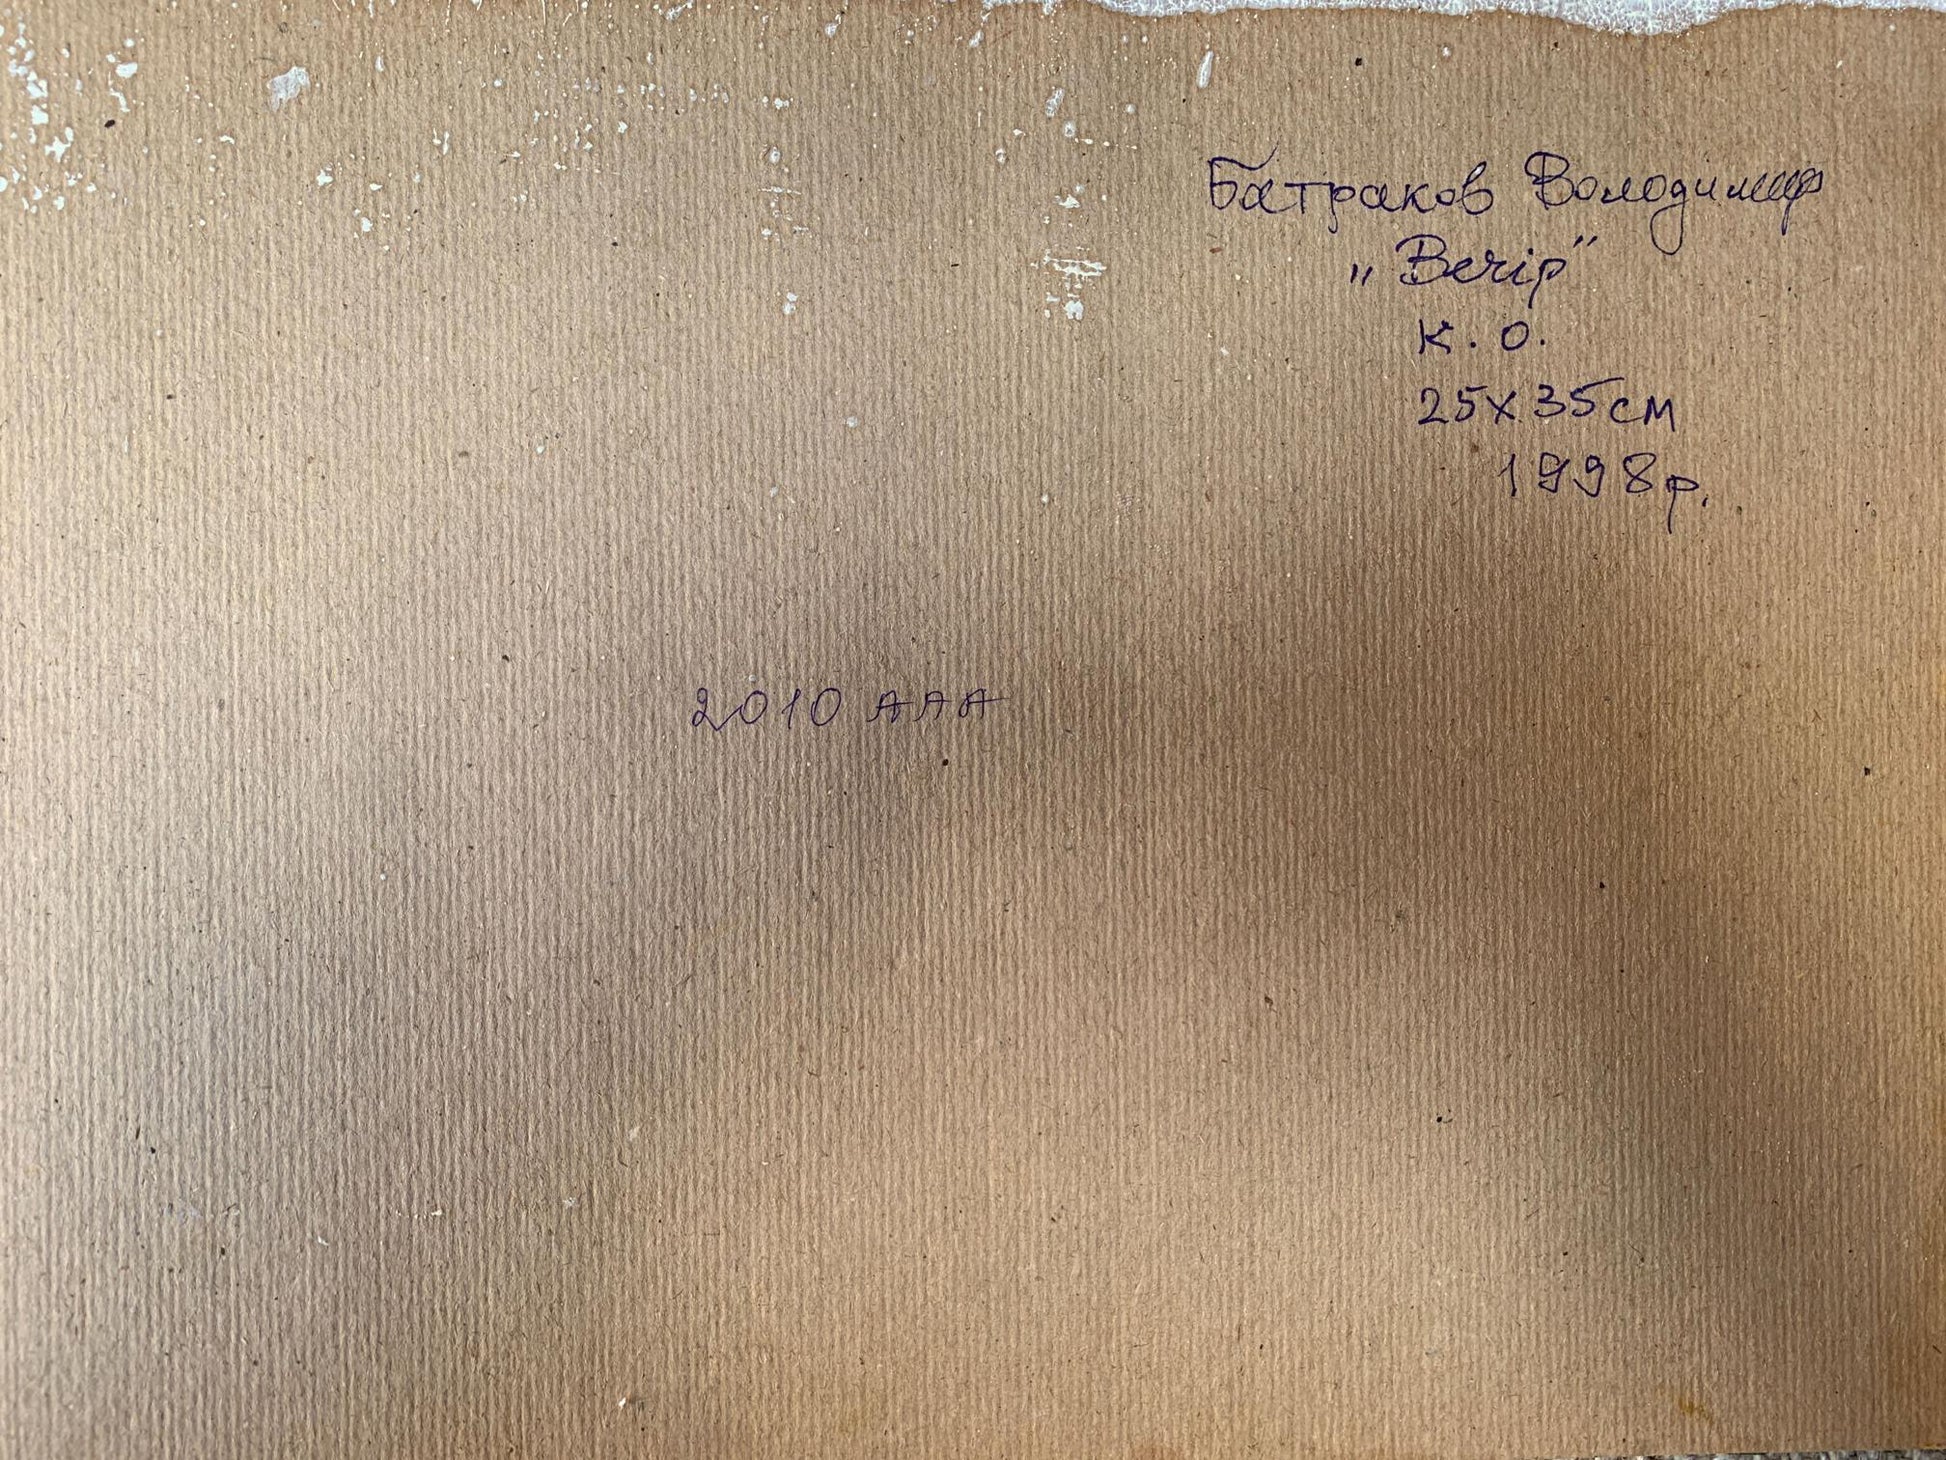 Батраков Володимир
„Вечір"
К. О.
25х35см
1998р.
2010 ААА